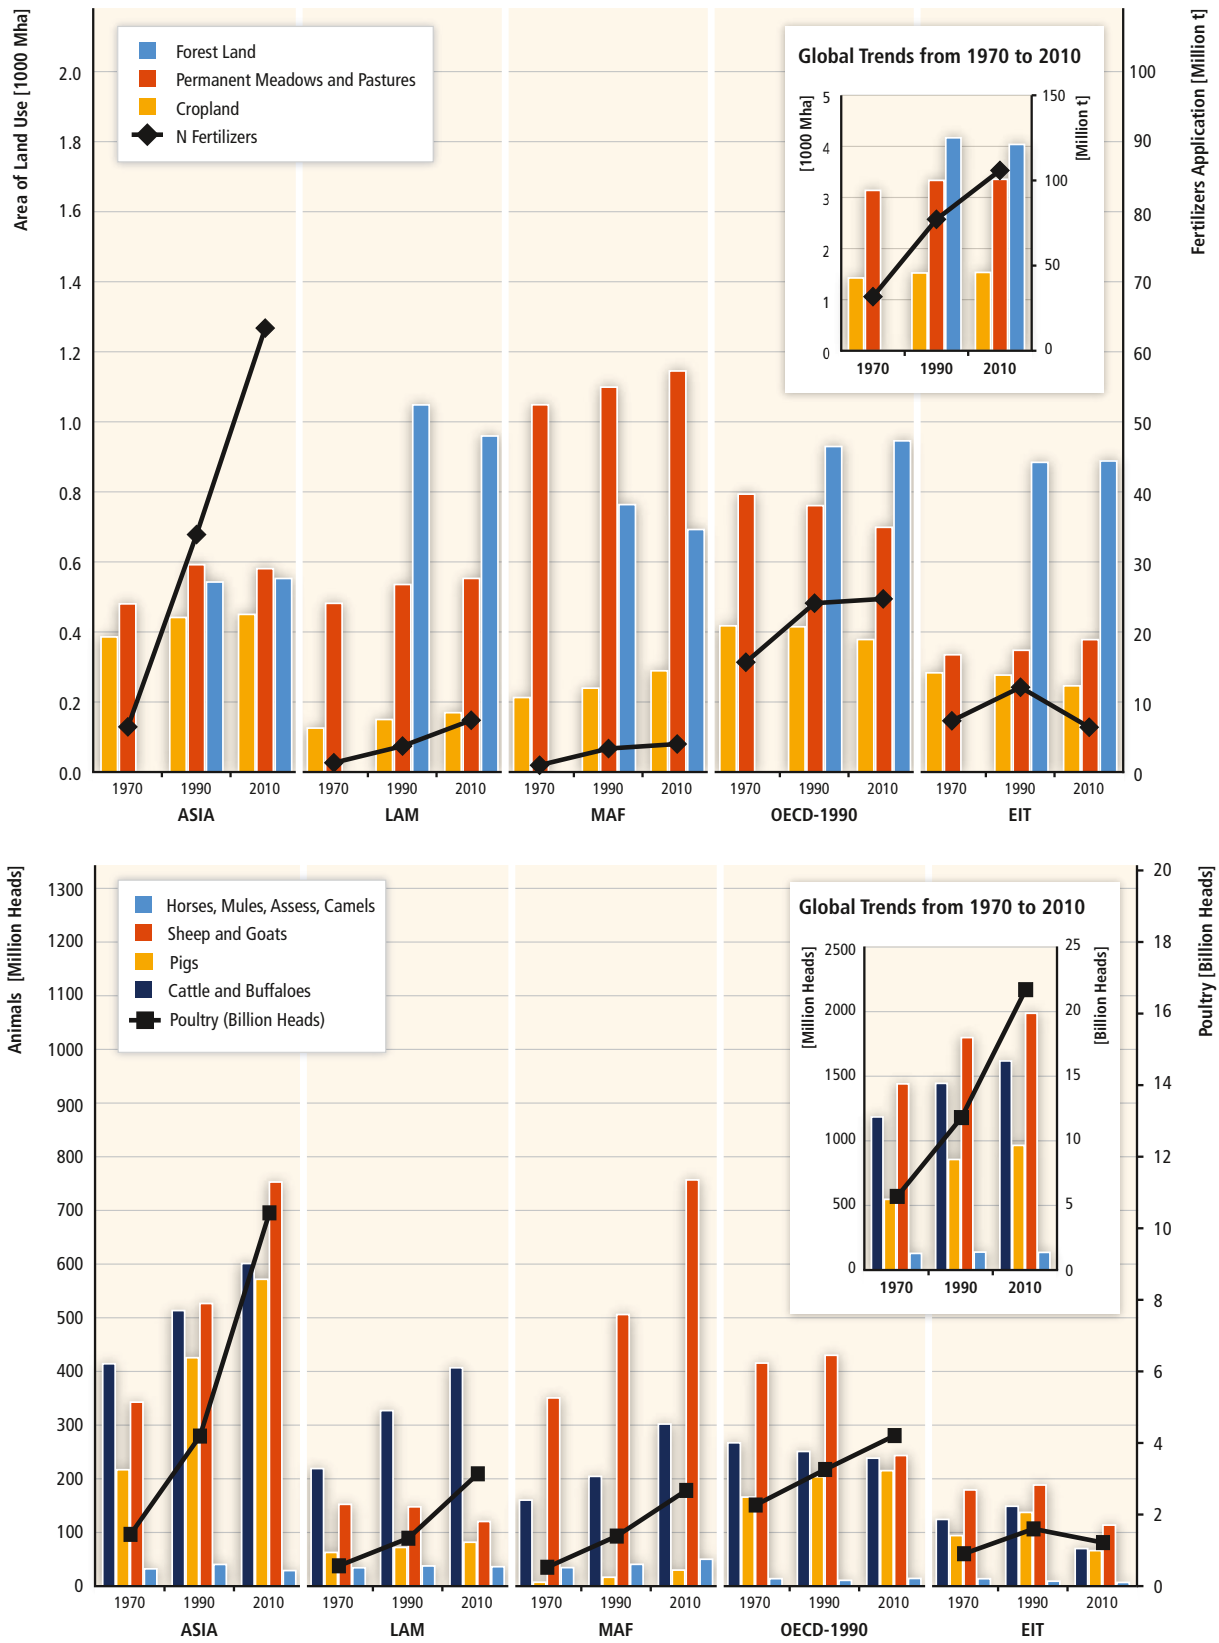 Area of Land Use [1000 Mha]
Fertilizers Application [Million t]
Forest Land
Permanent Meadows and Pastures
Cropland
N Fertilizers
2.0
1.8
1.6
1.4
1.2
1.0
0.8
0.6
0.4
0.2
0.0
100
90
80
70
60
50
40
30
20
10
0
Global Trends from 1970 to 2010
[1000 Mha]
[Million t]
5
4
3
2
1
0
150
100
50
0
1970 1990 2010
1970 1990 2010 1970 1990 2010 1970 1990 2010 1970 1990 2010 1970 1990 2010
ASIA LAM MAF OECD-1990 EIT
Animals [Million Heads]
Poultry [Billion Heads]
Horses, Mules, Assess, Camels
Sheep and Goats
Pigs
Cattle and Buffaloes
Poultry (Billion Heads)
1300
1200
1100
1000
900
800
700
600
500
400
300
200
100
0
20
18
16
14
12
10
8
6
4
2
0
Global Trends from 1970 to 2010
[Million Heads]
[Billion Heads]
2500
2000
1500
1000
500
0
25
20
15
10
5
0
1970 1990 2010
1970 1990 2010 1970 1990 2010 1970 1990 2010 1970 1990 2010 1970 1990 2010
ASIA LAM MAF OECD-1990 EIT